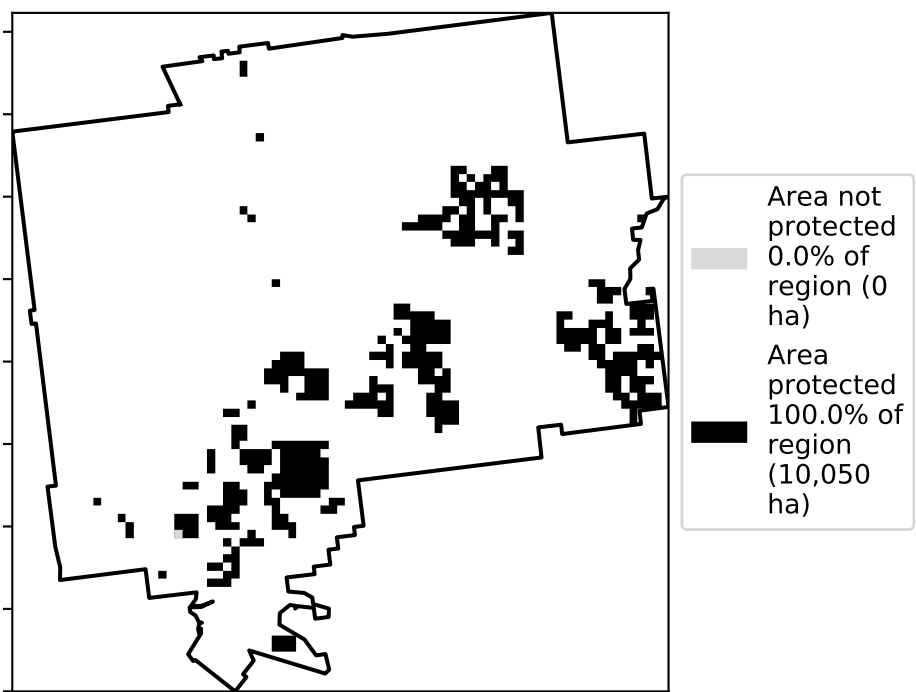 Area not
protected
0.0% of
region (0
ha)
Area
protected
100.0% of
region
(10,050
ha)